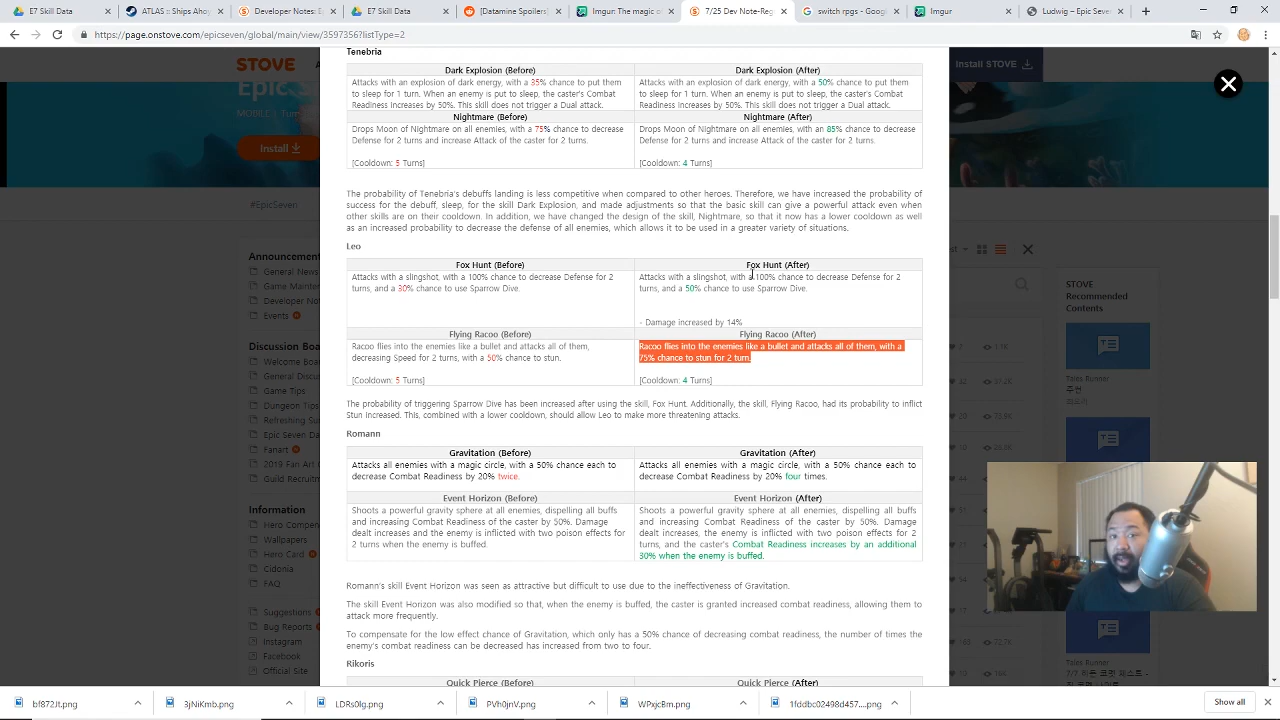 E7 Skill Data
ATLAS :: Ships Anyo
E7 Skill Data
[Datamine Spoilers
Imgur: The magic o
7/25 Dev Note-Reg
switch rpgs - Goog
Imgur
https://page.onstove.com/epicseven/global/main/view/3597356?listType=2
STOVE
Install STOVE
Epic S
MOBILE
Turn
Install
#EpicSeven
Tenebria
Dark Explosion (Before)
Dark Explosion (After)
Attacks with an explosion of dark energy, with a 35% chance to put them
to sleep for 1 turn. When an enemy is put to sleep, the caster's Combat
Readiness increases by 50%. This skill does not trigger a Dual attack.
Attacks with an explosion of dark energy, with a 50% chance to put them
to sleep for 1 turn. When an enemy is put to sleep, the caster's Combat
Readiness increases by 50%. This skill does not trigger a Dual attack.
Nightmare (Before)
Nightmare (After)
Drops Moon of Nightmare on all enemies, with a 75% chance to decrease
Defense for 2 turns and increase Attack of the caster for 2 turns.
[Cooldown: 5 Turns]
Drops Moon of Nightmare on all enemies, with an 85% chance to decrease
Defense for 2 turns and increase Attack of the caster for 2 turns.
[Cooldown: 4 Turns]
The probability of Tenebria's debuffs landing is less competitive when compared to other heroes. Therefore, we have increased the probability of
success for the debuff, sleep, for the skill Dark Explosion, and made adjustments so that the basic skill can give a powerful attack even when
other skills are on their cooldown. In addition, we have changed the design of the skill, Nightmare, so that it now has a lower cooldown as well
as an increased probability to decrease the defense of all enemies, which allows it to be used in a greater variety of situations.
Leo
Fox Hunt (Before)
Fox Hunt (After)
Attacks with a slingshot, with a 100% chance to decrease Defense for 2
turns, and a 30% chance to use Sparrow Dive.
Attacks with a slingshot, with a 100% chance to decrease Defense for 2
turns, and a 50% chance to use Sparrow Dive.
- Damage increased by 14%
Flying Racoo (Before)
Flying Racoo (After)
Racoo flies into the enemies like a bullet and attacks all of them,
decreasing Speed for 2 turns, with a 50% chance to stun.
[Cooldown: 5 Turns]
Racoo flies into the enemies like a bullet and attacks all of them, with a
75% chance to stun for 2 turn.
[Cooldown: 4 Turns]
The probability of triggering Sparrow Dive has been increased after using the skill, Fox Hunt. Additionally, the skill, Flying Racoo, had its probability to inflict
Stun increased. This, combined with a lower cooldown, should allow Leo to make more threatening attacks.
Romann
Gravitation (Before)
Gravitation (After)
Attacks all enemies with a magic circle, with a 50% chance each to
decrease Combat Readiness by 20% twice.
Attacks all enemies with a magic circle, with a 50% chance each to
decrease Combat Readiness by 20% four times.
Event Horizon (Before)
Event Horizon (After)
Shoots a powerful gravity sphere at all enemies, dispelling all buffs
and increasing Combat Readiness of the caster by 50%. Damage
dealt increases and the enemy is inflicted with two poison effects for
2 turns when the enemy is buffed.
Shoots a powerful gravity sphere at all enemies, dispelling all buffs
and increasing Combat Readiness of the caster by 50%. Damage
dealt increases, the enemy is inflicted with two poison effects for 2
turns, and the caster's Combat Readiness increases by an additional
30% when the enemy is buffed.
Romann's skill Event Horizon was seen as attractive but difficult to use due to the ineffectiveness of Gravitation.
The skill Event Horizon was also modified so that, when the enemy is buffed, the caster is granted increased combat readiness, allowing them to
attack more frequently.
To compensate for the low effect chance of Gravitation, which only has a 50% chance of decreasing combat readiness, the number of times the
enemy's combat readiness can be decreased has increased from two to four.
Rikoris
Quick Pierce (Before)
Quick Pierce (After)
Announcements
General News
Game Mainten
Developer Not
Events
Discussion Boa
General Discus
Game Tips
Dungeon Tips
Epic Seven Da
Fanart
2019 Fan Art
Guild Recruitm
Information
Hero Compen
Wallpapers
Hero Card
Cidonia
FAQ
Suggestions
Bug Reports
Instagram
Facebook
Official Site
STOVE
Recommended
Contents
Tales Runer
Tales Runer
bf872Jt.png
3jNiKmb.png
LDRs0Ig.png
PVh0jnV.png
WPxjcBm.png
1fddbc02498d457....png
Show all